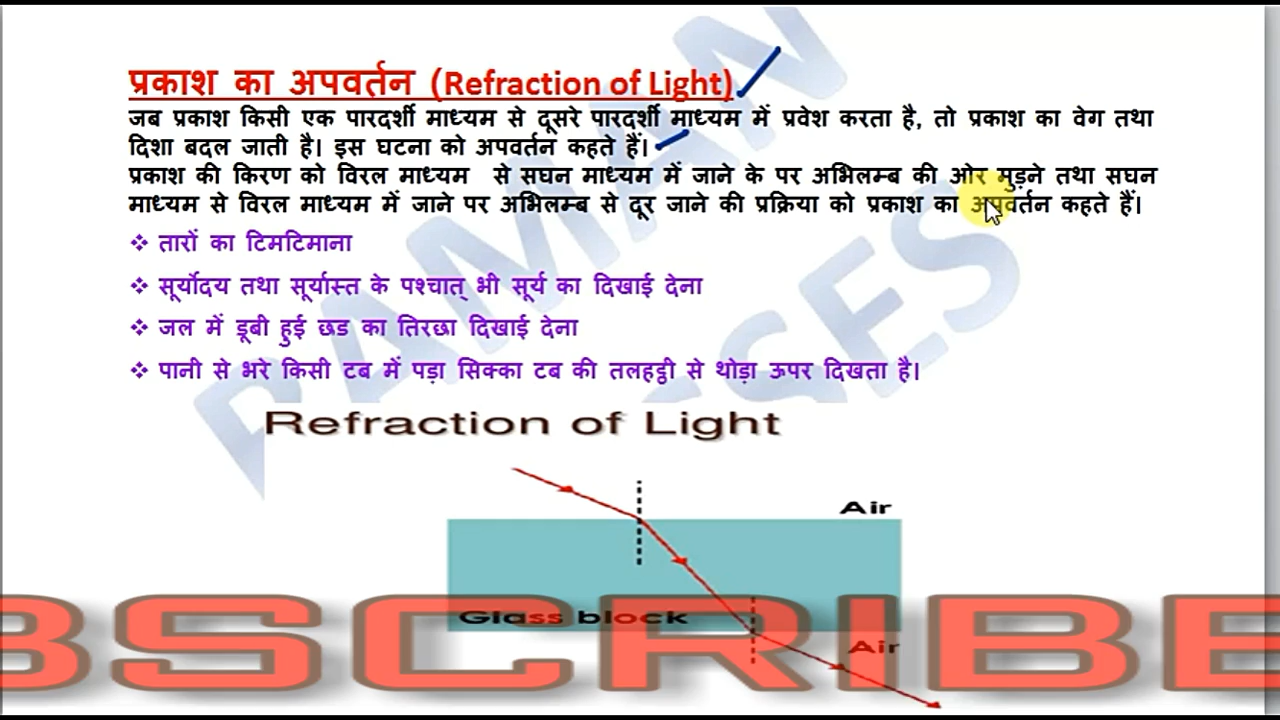 प्रकाश का अपवर्तन (Refraction of Light)
जब प्रकाश किसी एक पारदर्शी माध्यम से दूसरे पारदर्शी माध्यम में प्रवेश करता है, तो प्रकाश का वेग तथा
दिशा बदल जाती है। इस घटना को अपवर्तन कहते हैं।
प्रकाश की किरण को विरल माध्यम से सघन माध्यम में जाने के पर अभिलम्ब की ओर मुड़ने तथा सघन
माध्यम से विरल माध्यम में जाने पर अभिलम्ब से दूर जाने की प्रक्रिया को प्रकाश का अपवर्तन कहते हैं।
❖ तारों का टिमटिमाना
❖ सूर्योदय तथा सूर्यास्त के पश्चात् भी सूर्य का दिखाई देना
❖ जल में डूबी हुई छड का तिरछा दिखाई देना
❖ पानी से भरे किसी टब में पड़ा सिक्का टब की तलहट्टी से थोड़ा ऊपर दिखता है।
Refraction of Light
Air
Glass block
Air
BSCRIBE
RAMAN
SSES